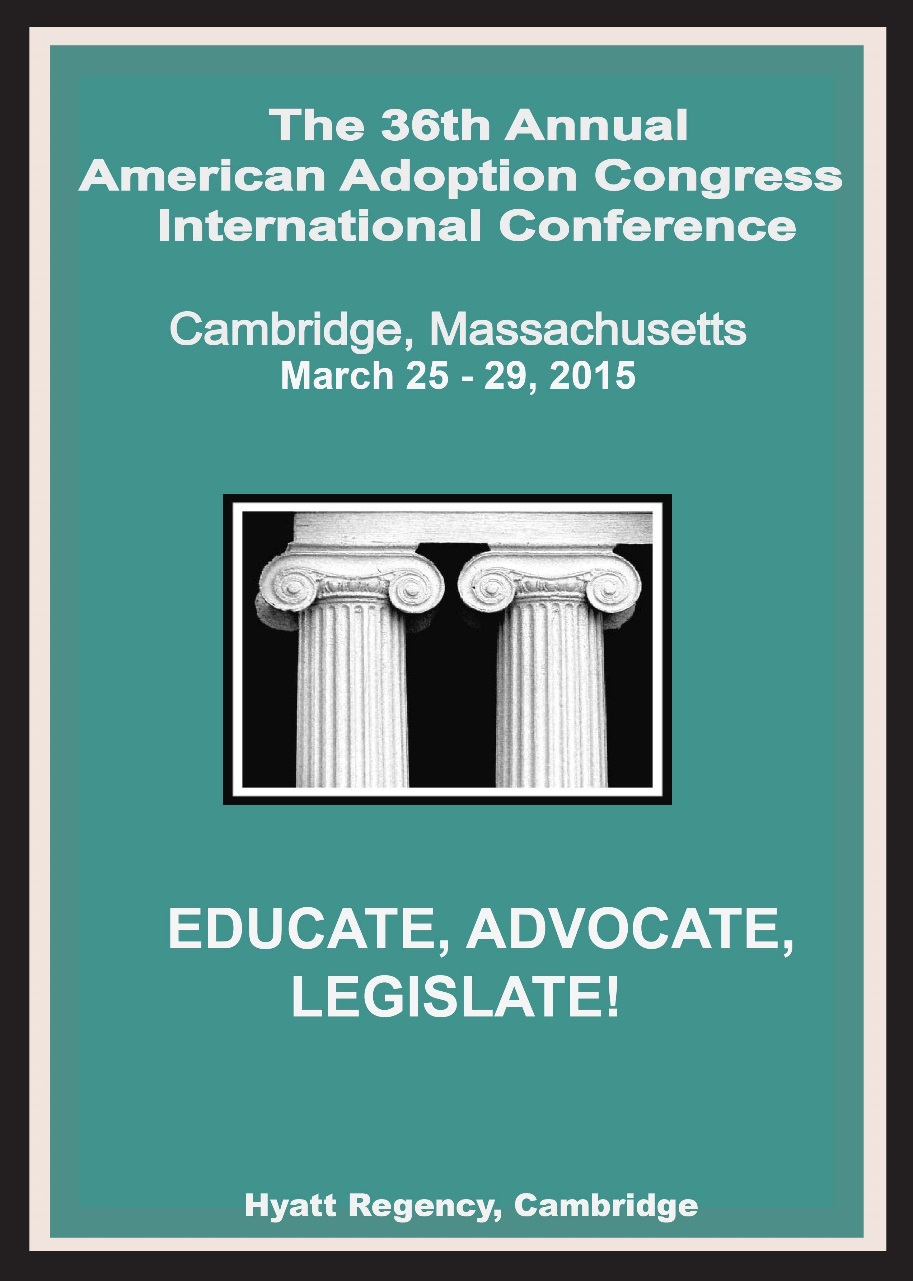 The 36th Annual
American Adoption Congress
International Conference
Cambridge, Massachusetts
March 25 - 29, 2015
EDUCATE, ADVOCATE,
LEGISLATE!
Hyatt Regency, Cambridge